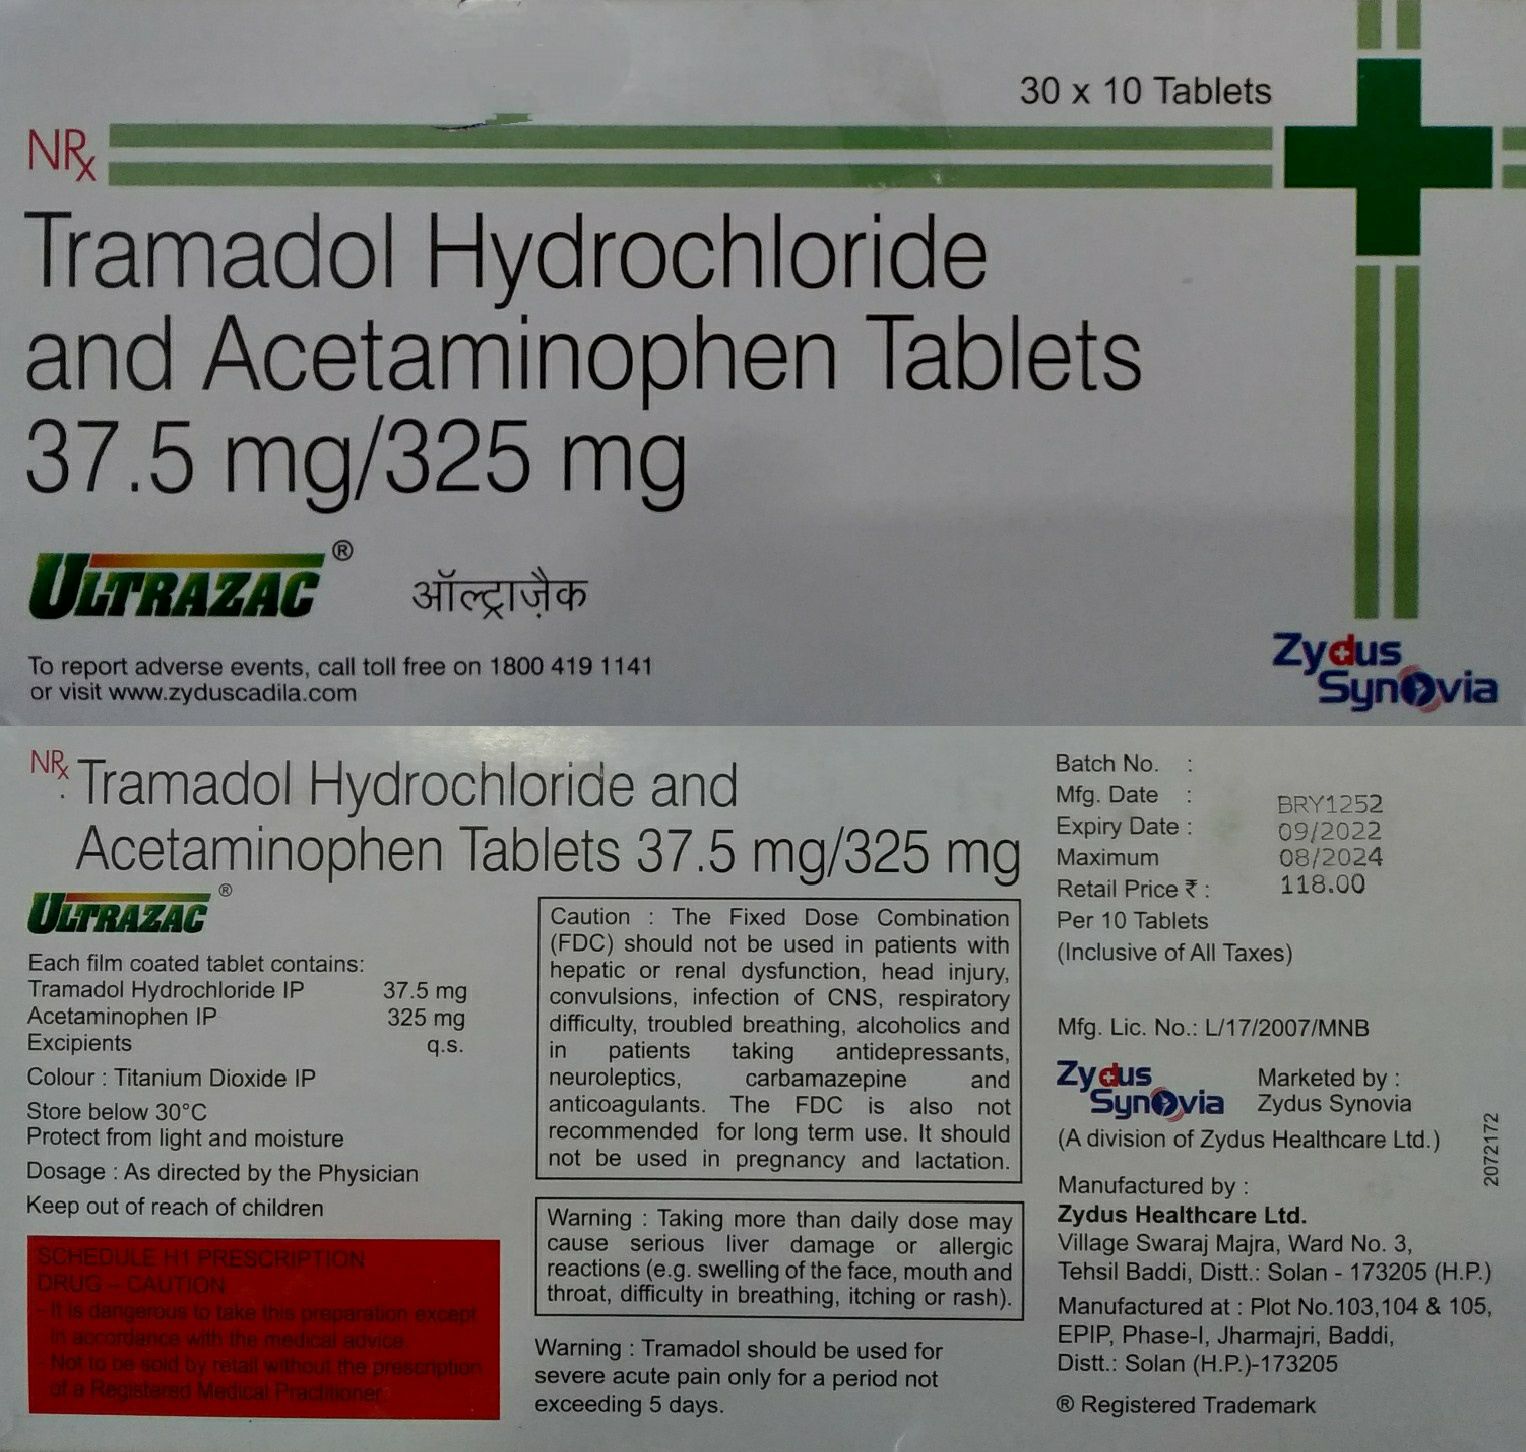 30 x 10 Tablets
NRx
Tramadol Hydrochloride
and Acetaminophen Tablets
37.5 mg/325 mg
ULTRAZAC® ऑल्ट्राज़ैक
To report adverse events, call toll free on 1800 419 1141
or visit www.zyduscadila.com
Zydus
Synovia
NRx Tramadol Hydrochloride and
Acetaminophen Tablets 37.5 mg/325 mg
ULTRAZAC®
Each film coated tablet contains:
Tramadol Hydrochloride IP 37.5 mg
Acetaminophen IP 325 mg
Excipients q.s.
Colour : Titanium Dioxide IP
Store below 30°C
Protect from light and moisture
Dosage : As directed by the Physician
Keep out of reach of children
SCHEDULE H1 PRESCRIPTION
DRUG – CAUTION
- It is dangerous to take this preparation except
in accordance with the medical advice.
- Not to be sold by retail without the prescription
of a Registered Medical Practitioner.
Caution : The Fixed Dose Combination
(FDC) should not be used in patients with
hepatic or renal dysfunction, head injury,
convulsions, infection of CNS, respiratory
difficulty, troubled breathing, alcoholics and
in patients taking antidepressants,
neuroleptics, carbamazepine and
anticoagulants. The FDC is also not
recommended for long term use. It should
not be used in pregnancy and lactation.
Warning : Taking more than daily dose may
cause serious liver damage or allergic
reactions (e.g. swelling of the face, mouth and
throat, difficulty in breathing, itching or rash).
Warning : Tramadol should be used for
severe acute pain only for a period not
exceeding 5 days.
Batch No. :
Mfg. Date :
Expiry Date :
Maximum
Retail Price ₹ :
Per 10 Tablets
(Inclusive of All Taxes)
BRY1252
09/2022
08/2024
118.00
Mfg. Lic. No.: L/17/2007/MNB
Zydus
Synovia
Marketed by :
Zydus Synovia
(A division of Zydus Healthcare Ltd.)
Manufactured by :
Zydus Healthcare Ltd.
Village Swaraj Majra, Ward No. 3,
Tehsil Baddi, Distt.: Solan - 173205 (H.P.)
Manufactured at : Plot No.103,104 & 105,
EPIP, Phase-I, Jharmajri, Baddi,
Distt.: Solan (H.P.)-173205
® Registered Trademark
2072172